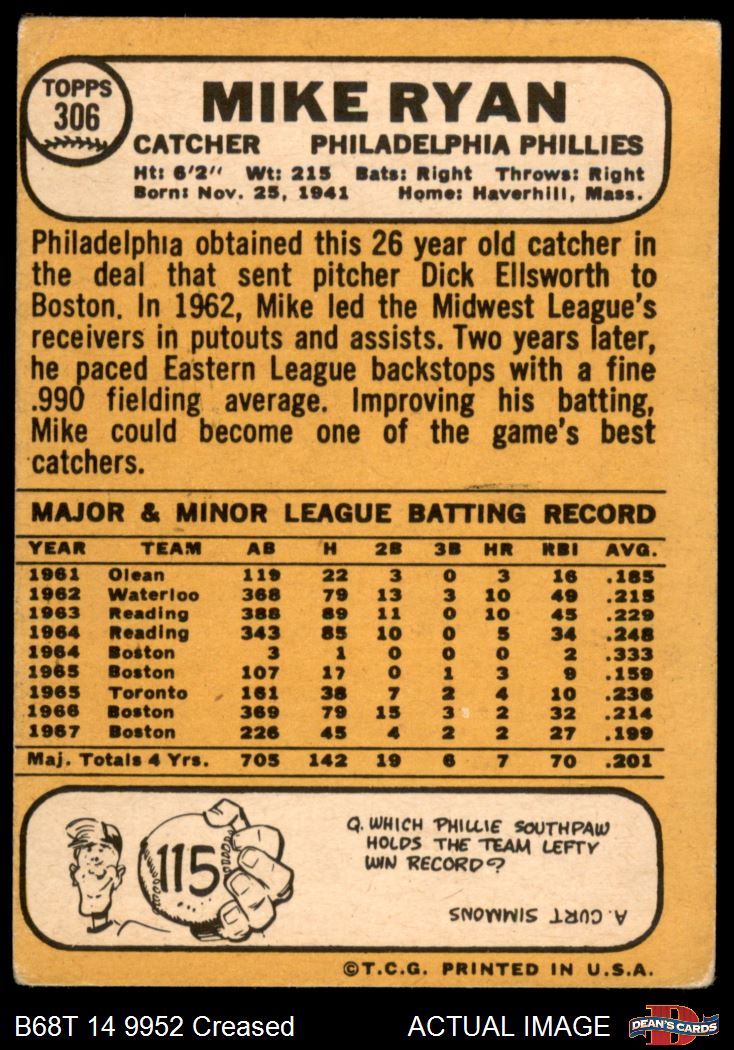 TOPPS
306
MIKE RYAN
CATCHER PHILADELPHIA PHILLIES
Ht: 6'2" Wt: 215 Bats: Right Throws: Right
Born: Nov. 25, 1941 Home: Haverhill, Mass.
Philadelphia obtained this 26 year old catcher in
the deal that sent pitcher Dick Ellsworth to
Boston. In 1962, Mike led the Midwest League's
receivers in putouts and assists. Two years later,
he paced Eastern League backstops with a fine
.990 fielding average. Improving his batting,
Mike could become one of the game's best
catchers.
MAJOR & MINOR LEAGUE BATTING RECORD
YEAR TEAM AB H 2B 3B HR RBI AVG.
1961 Olean 119 22 3 0 3 16 .185
1962 Waterloo 368 79 13 3 10 49 .215
1963 Reading 388 89 11 0 10 45 .229
1964 Reading 343 85 10 0 5 34 .248
1964 Boston 3 1 0 0 0 2 .333
1965 Boston 107 17 0 1 3 9 .159
1965 Toronto 161 38 7 2 4 10 .236
1966 Boston 369 79 15 3 2 32 .214
1967 Boston 226 45 4 2 2 27 .199
Maj. Totals 4 Yrs. 705 142 19 6 7 70 .201
115
Q. WHICH PHILLIE SOUTHPAW
HOLDS THE TEAM LEFTY
WIN RECORD?
A. CURT SIMMONS
©T.C.G. PRINTED IN U.S.A.
B68T 14 9952 Creased ACTUAL IMAGE
D
DEAN'S CARDS